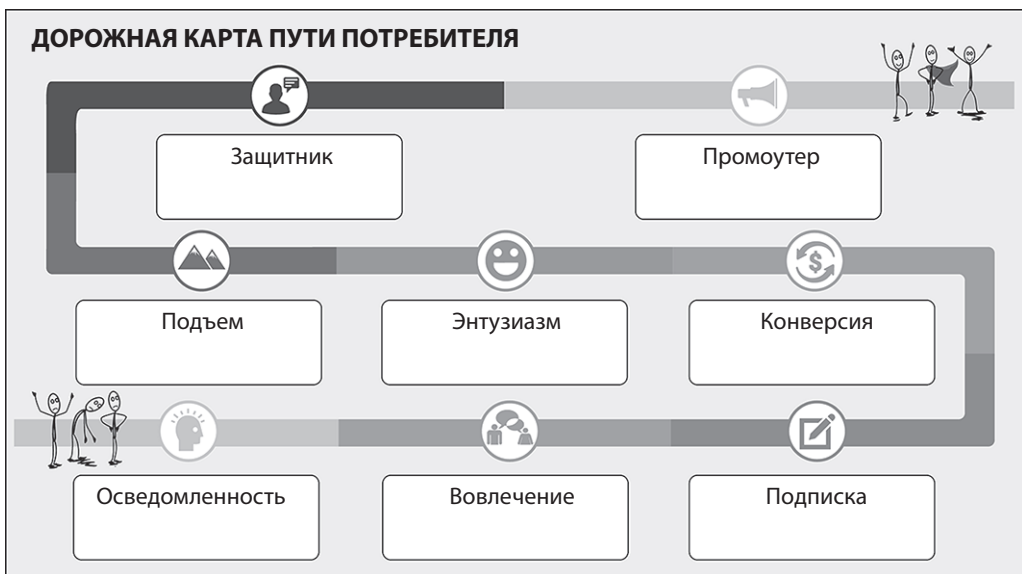 ДОРОЖНАЯ КАРТА ПУТИ ПОТРЕБИТЕЛЯ
Защитник
Промоутер
Подъем
Энтузиазм
Конверсия
Осведомленность
Вовлечение
Подписка